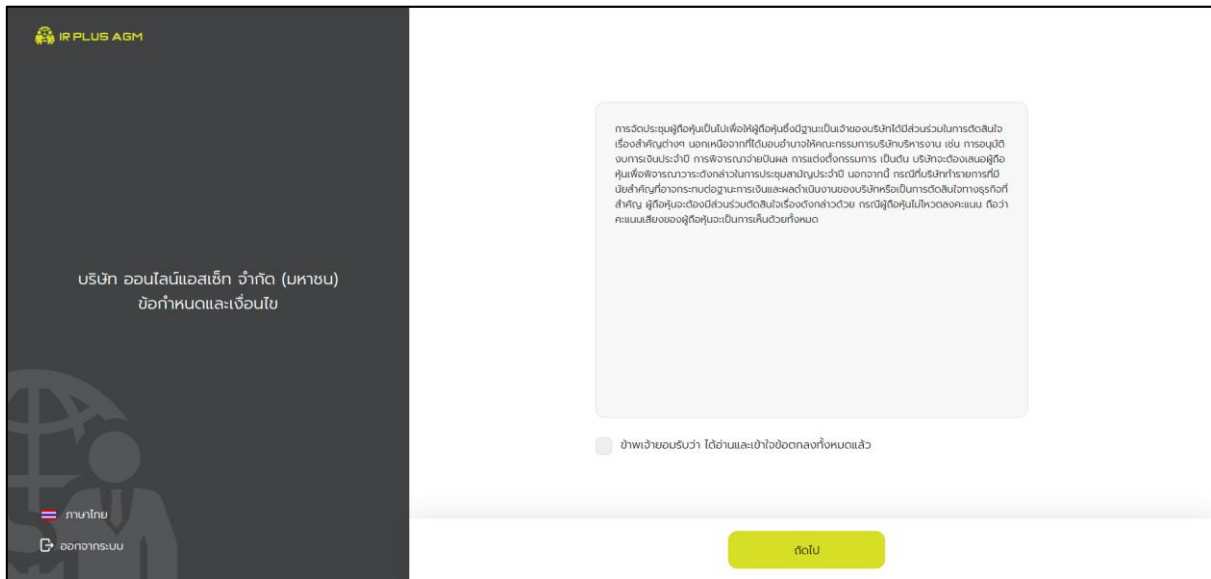 IR PLUS AGM
บริษัท ออนไลน์แอสเซ็ท จำกัด (มหาชน)
ข้อกำหนดและเงื่อนไข
ภาษาไทย
ออกจากระบบ
การจัดประชุมผู้ถือหุ้นเป็นไปเพื่อให้ผู้ถือหุ้นซึ่งมีฐานะเป็นเจ้าของบริษัทได้มีส่วนร่วมในการตัดสินใจ
เรื่องสำคัญต่างๆ นอกเหนือจากที่ได้มอบอำนาจให้คณะกรรมการบริษัทบริหารงาน เช่น การอนุมัติ
งบการเงินประจำปี การพิจารณาจ่ายปันผล การแต่งตั้งกรรมการ เป็นต้น บริษัทจะต้องเสนอผู้ถือ
หุ้นเพื่อพิจารณาวาระดังกล่าวในการประชุมสามัญประจำปี นอกจากนี้ กรณีที่บริษัททำรายการที่มี
นัยสำคัญที่อาจกระทบต่อฐานะการเงินและผลดำเนินงานของบริษัทหรือเป็นการตัดสินใจทางธุรกิจที่
สำคัญ ผู้ถือหุ้นจะต้องมีส่วนร่วมตัดสินใจเรื่องดังกล่าวด้วย กรณีผู้ถือหุ้นไม่โหวตลงคะแนน ถือว่า
คะแนนเสียงของผู้ถือหุ้นจะเป็นการเห็นด้วยทั้งหมด
ข้าพเจ้ายอมรับว่า ได้อ่านและเข้าใจข้อตกลงทั้งหมดแล้ว
ถัดไป